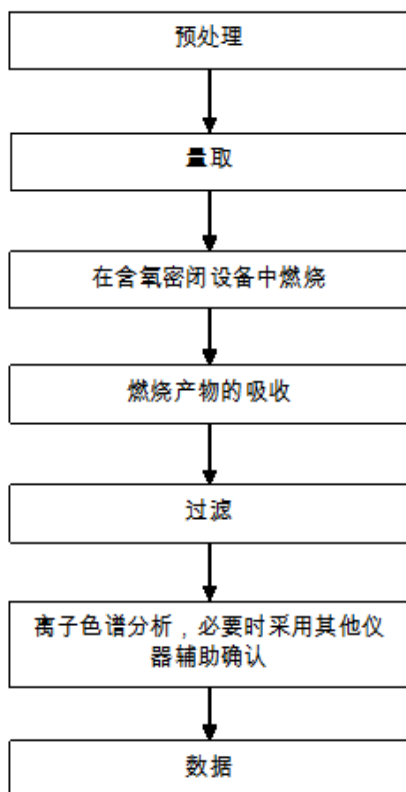 预处理
量取
在含氧密闭设备中燃烧
燃烧产物的吸收
过滤
离子色谱分析，必要时采用其他仪
器辅助确认
数据